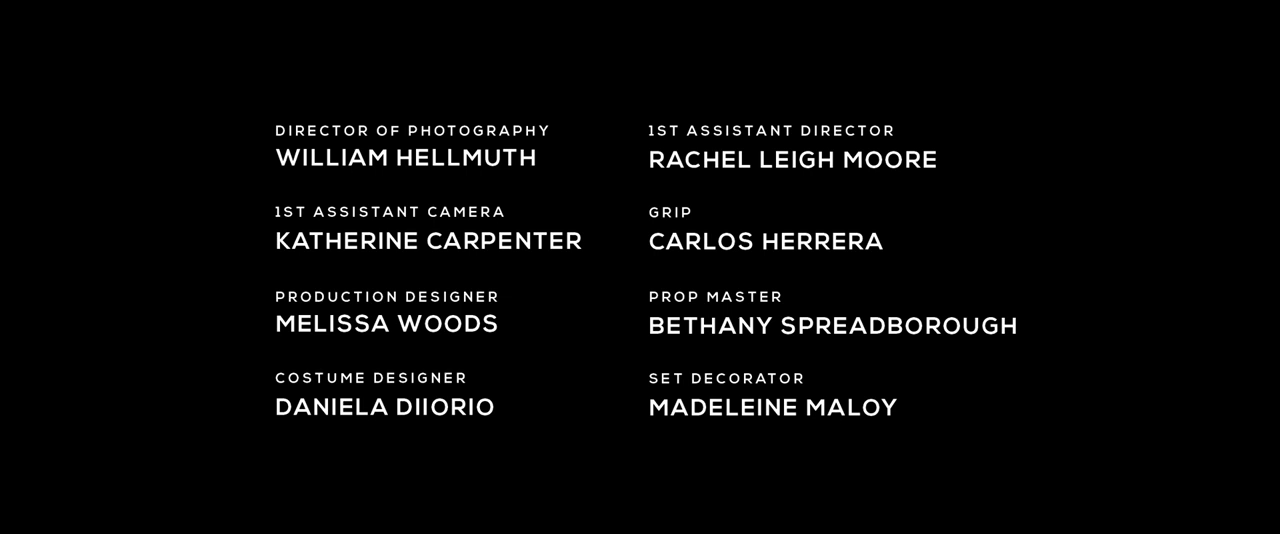 DIRECTOR OF PHOTOGRAPHY
WILLIAM HELLMUTH
1ST ASSISTANT CAMERA
KATHERINE CARPENTER
PRODUCTION DESIGNER
MELISSA WOODS
COSTUME DESIGNER
DANIELA DIIORIO
1ST ASSISTANT DIRECTOR
RACHEL LEIGH MOORE
GRIP
CARLOS HERRERA
PROP MASTER
BETHANY SPREADBOROUGH
SET DECORATOR
MADELEINE MALOY